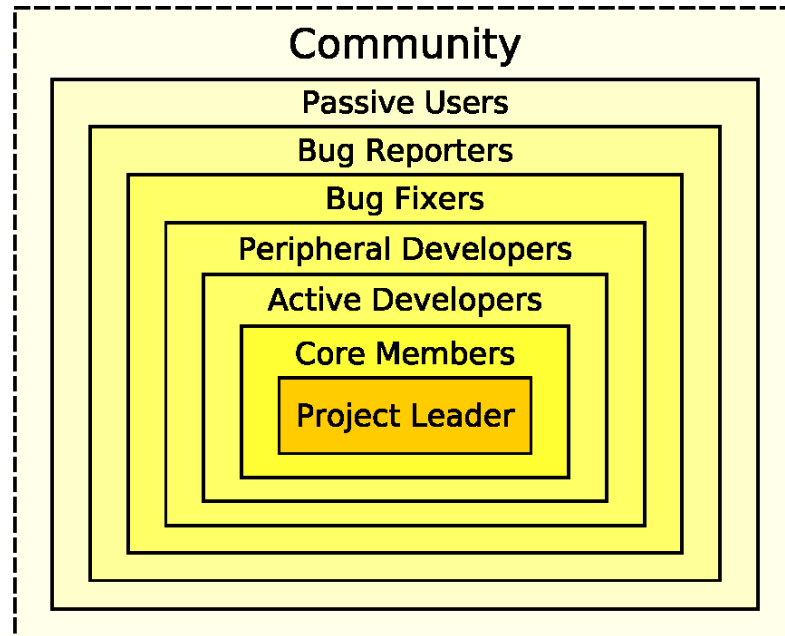 Community
Passive Users
Bug Reporters
Bug Fixers
Peripheral Developers
Active Developers
Core Members
Project Leader